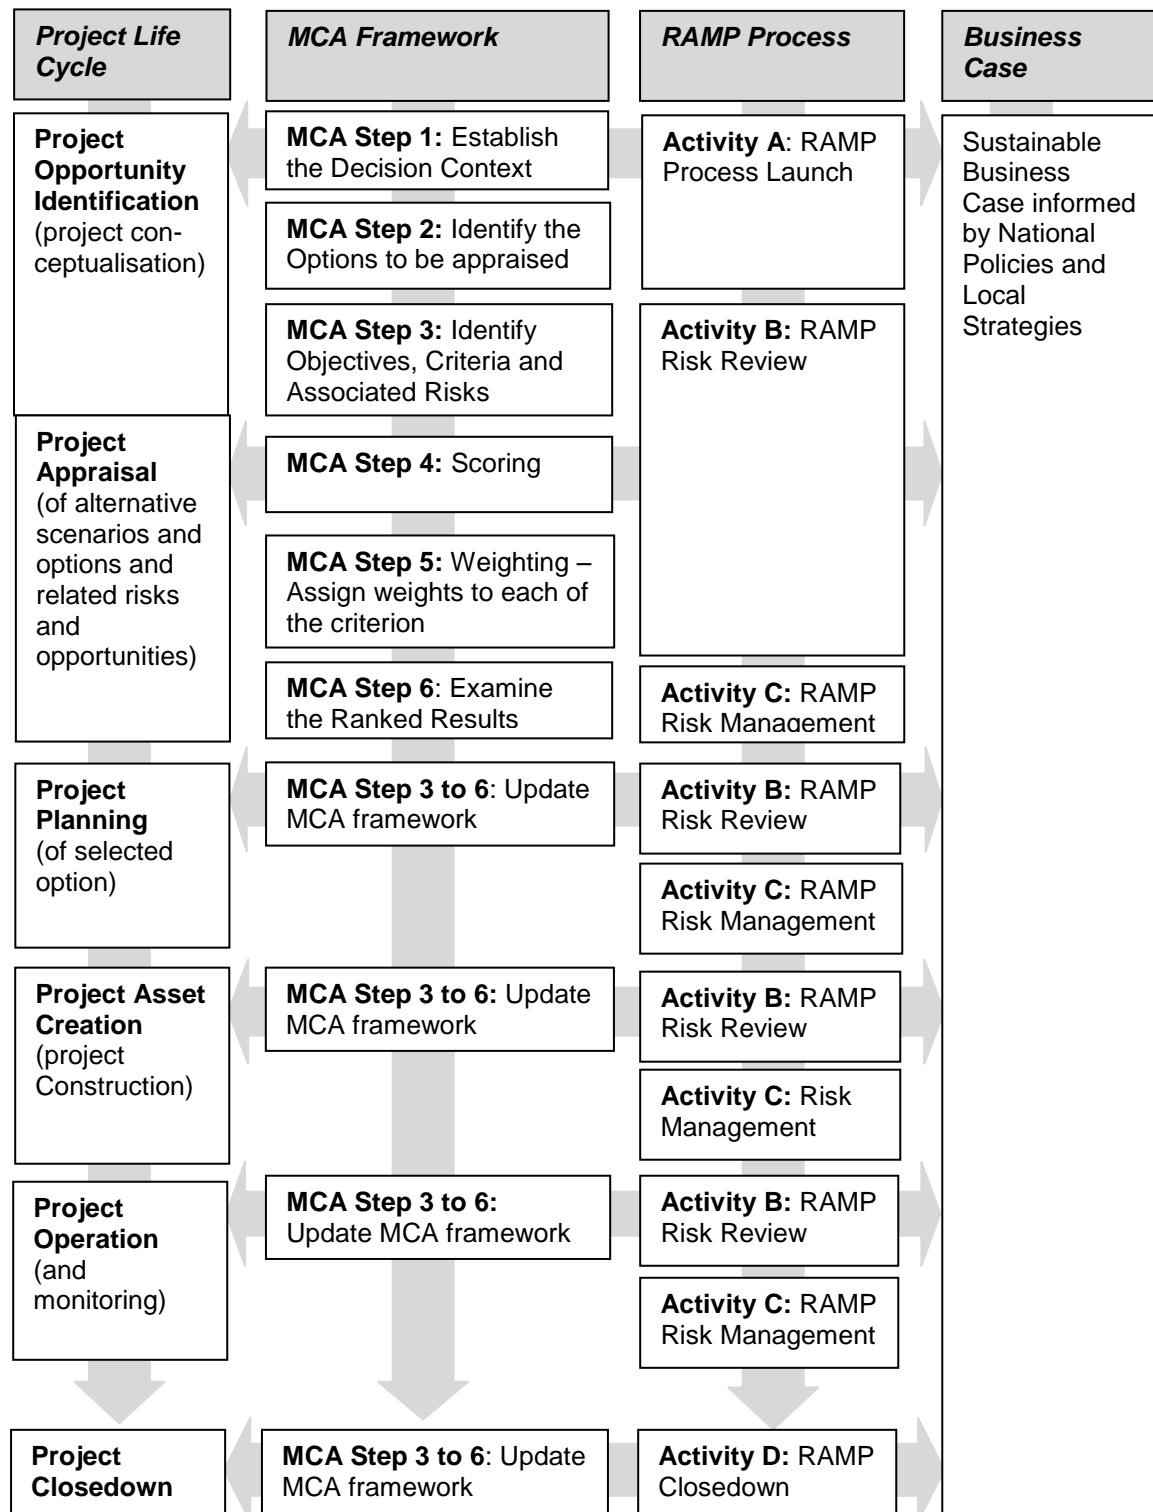 Project Life
Cycle
MCA Framework
RAMP Process
Business
Case
Project
Opportunity
Identification
(project con-
ceptualisation)
MCA Step 1: Establish
the Decision Context
Activity A: RAMP
Process Launch
Sustainable
Business
Case informed
by National
Policies and
Local
Strategies
MCA Step 2: Identify the
Options to be appraised
MCA Step 3: Identify
Objectives, Criteria and
Associated Risks
Activity B: RAMP
Risk Review
Project
Appraisal
(of alternative
scenarios and
options and
related risks
and
opportunities)
MCA Step 4: Scoring
MCA Step 5: Weighting –
Assign weights to each of
the criterion
MCA Step 6: Examine
the Ranked Results
Activity C: RAMP
Risk Management
Project
Planning
(of selected
option)
MCA Step 3 to 6: Update
MCA framework
Activity B: RAMP
Risk Review
Activity C: RAMP
Risk Management
Project Asset
Creation
(project
Construction)
MCA Step 3 to 6: Update
MCA framework
Activity B: RAMP
Risk Review
Activity C: Risk
Management
Project
Operation
(and
monitoring)
MCA Step 3 to 6:
Update MCA framework
Activity B: RAMP
Risk Review
Activity C: RAMP
Risk Management
Project
Closedown
MCA Step 3 to 6: Update
MCA framework
Activity D: RAMP
Closedown